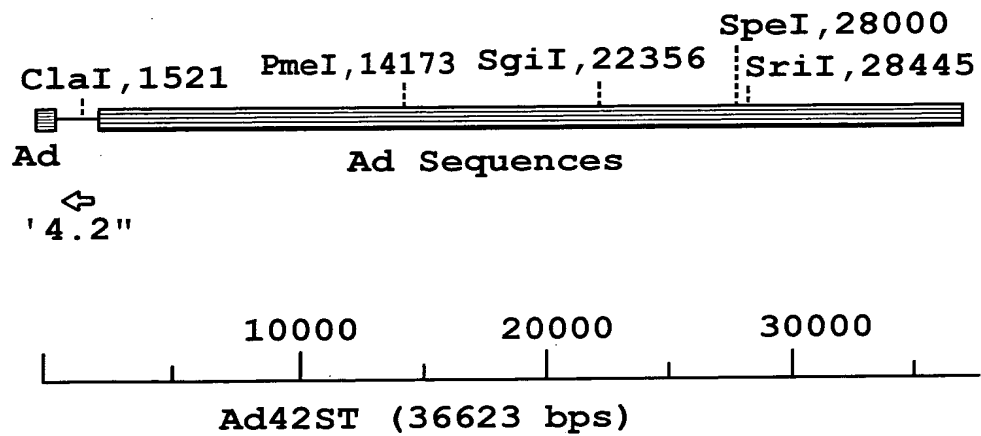 SpeI,28000
ClaI,1521 PmeI,14173 SgiI,22356 SriI,28445
Ad
Ad Sequences
'4.2"
10000 20000 30000
Ad42ST (36623 bps)